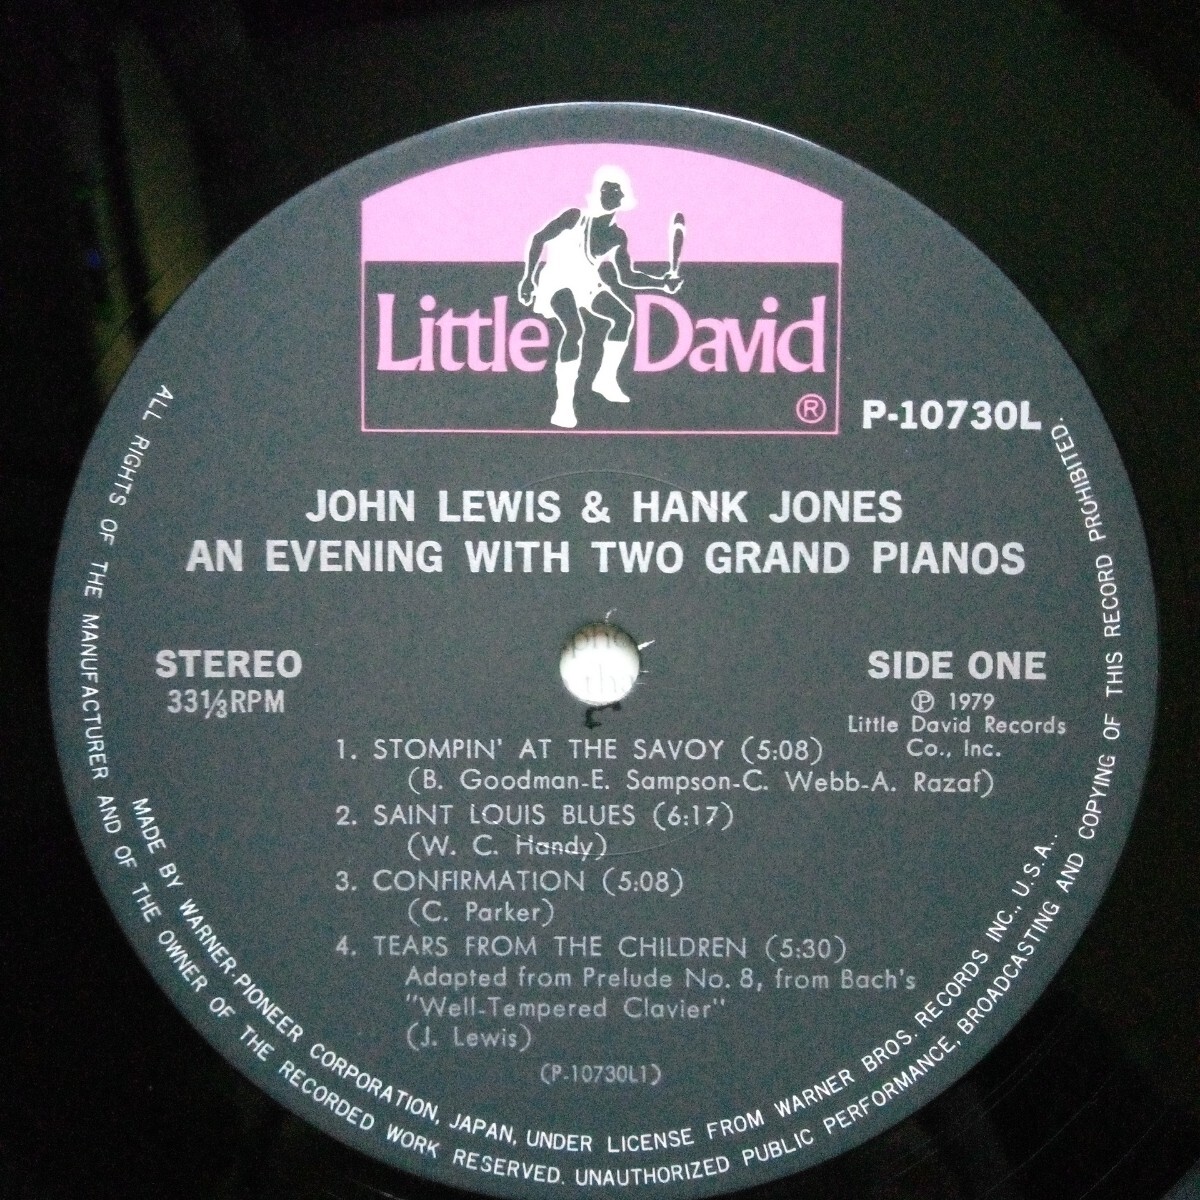 Little David
®
P-10730L
JOHN LEWIS & HANK JONES
AN EVENING WITH TWO GRAND PIANOS
STEREO
33⅓RPM
SIDE ONE
Ⓟ 1979
Little David Records
Co., Inc.
1. STOMPIN' AT THE SAVOY (5:08)
(B. Goodman-E. Sampson-C. Webb-A. Razaf)
2. SAINT LOUIS BLUES (6:17)
(W. C. Handy)
3. CONFIRMATION (5:08)
(C. Parker)
4. TEARS FROM THE CHILDREN (5:30)
Adapted from Prelude No. 8, from Bach's
"Well-Tempered Clavier"
(J. Lewis)
(P-10730L1)
MADE BY WARNER-PIONEER CORPORATION, JAPAN, UNDER LICENSE FROM WARNER BROS. RECORDS INC., U.S.A..
ALL RIGHTS OF THE MANUFACTURER AND OF THE OWNER OF THE RECORDED WORK RESERVED. UNAUTHORIZED PUBLIC PERFORMANCE, BROADCASTING AND COPYING OF THIS RECORD PROHIBITED.